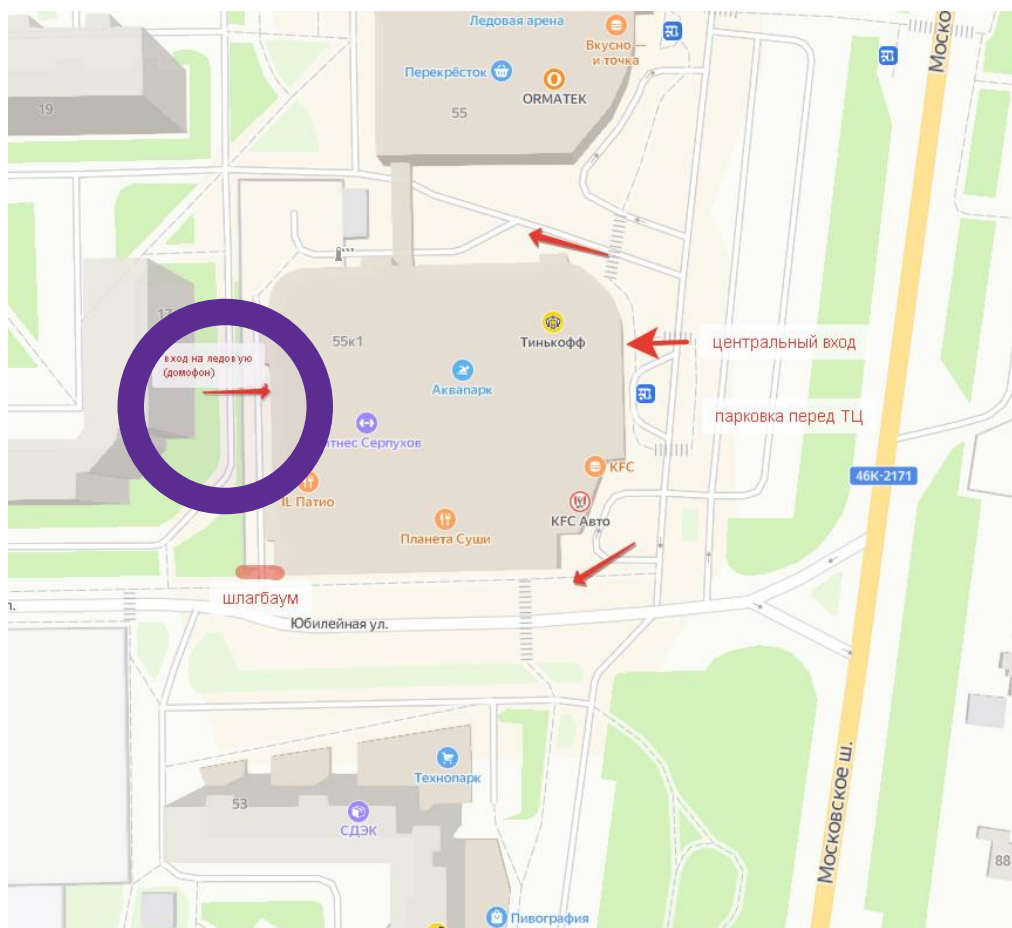 Ледовая арена
Вкусно —
и точка
Перекрёсток
ORMATEK
55
19
Моско
17
вход на ледовую
(домофон)
55к1
Тинькофф
центральный вход
Аквапарк
парковка перед ТЦ
тнес Серпухов
KFC
46К-2171
IL Патио
KFC Авто
Планета Суши
шлагбаум
л.
Юбилейная ул.
Технопарк
53
СДЭК
Московское ш.
88
Пивография